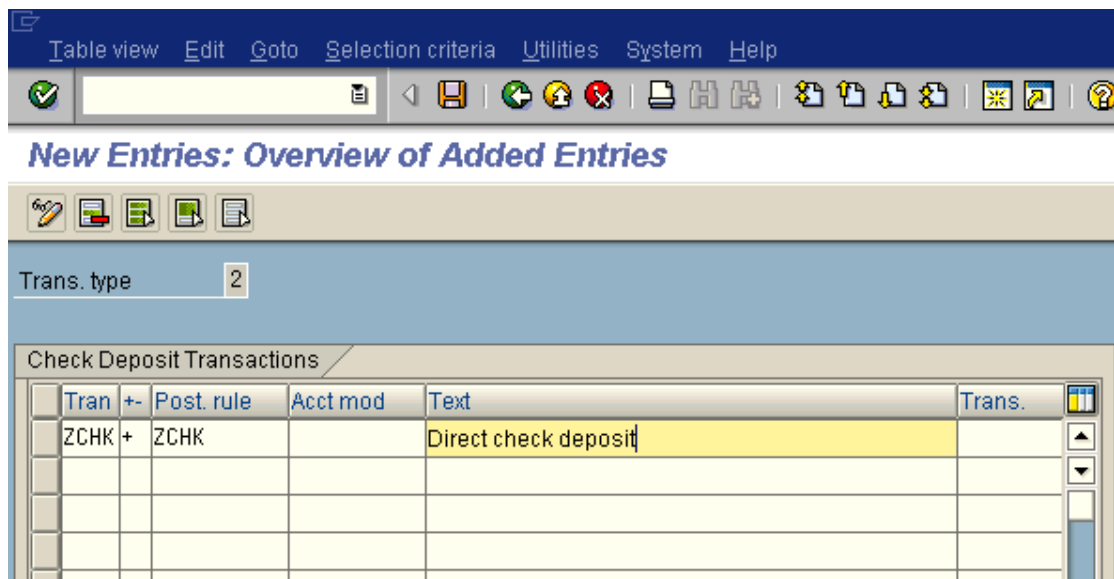 Table view Edit Goto Selection criteria Utilities System Help
New Entries: Overview of Added Entries
Trans. type 2
Check Deposit Transactions
Tran +- Post. rule Acct mod Text Trans.
ZCHK + ZCHK Direct check deposit